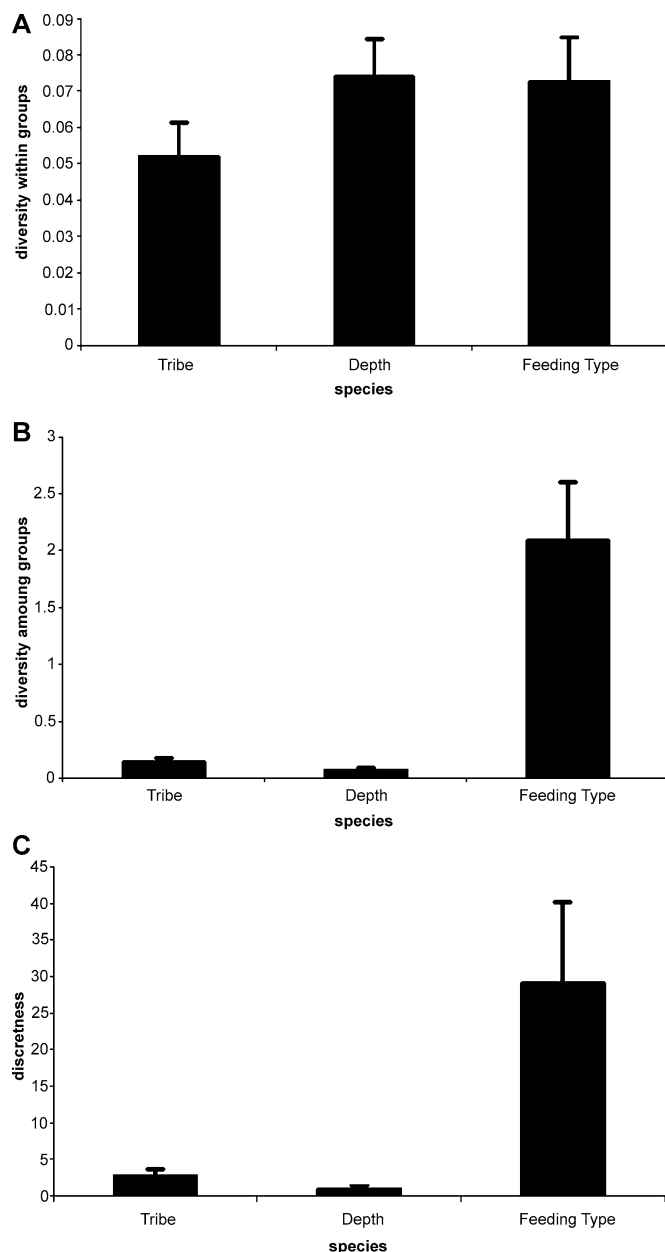 A
0.09
0.08
0.07
0.06
0.05
0.04
0.03
0.02
0.01
0
diversity within groups
Tribe Depth Feeding Type
species
B
3
2.5
2
1.5
1
0.5
0
diversity amoung groups
Tribe Depth Feeding Type
species
C
45
40
35
30
25
20
15
10
5
0
discretness
Tribe Depth Feeding Type
species